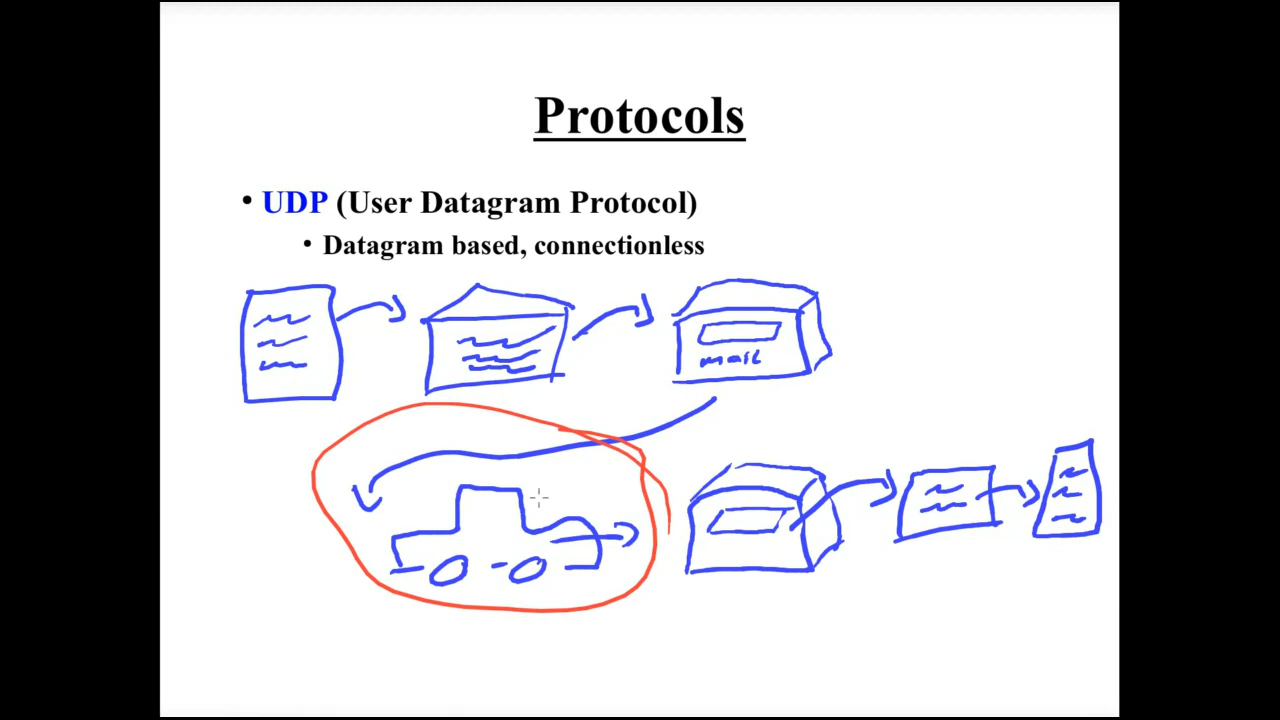 Protocols
• UDP (User Datagram Protocol)
• Datagram based, connectionless
mail